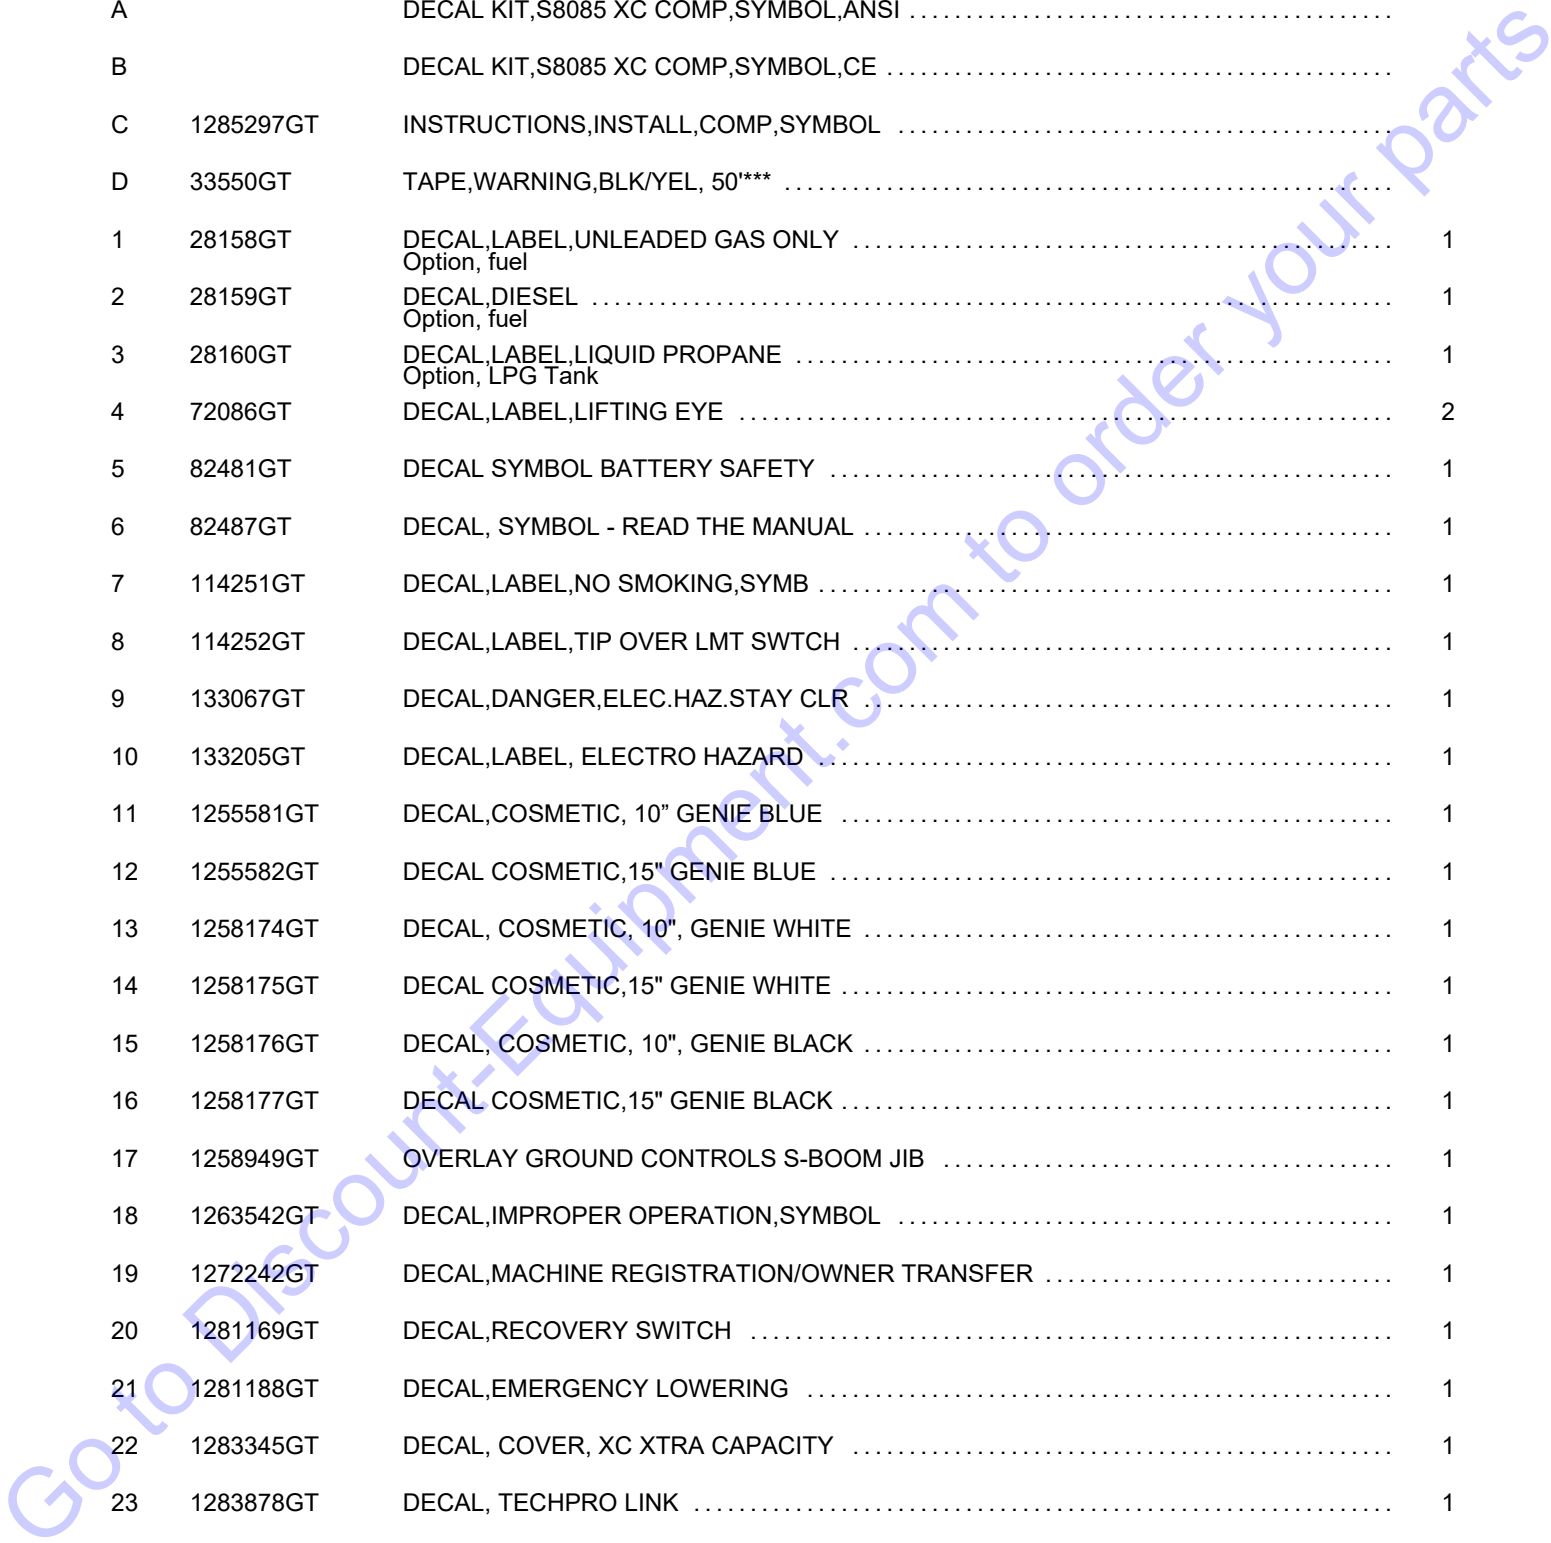 A DECAL KIT,S8085 XC COMP,SYMBOL,ANSI
B DECAL KIT,S8085 XC COMP,SYMBOL,CE
C 1285297GT INSTRUCTIONS,INSTALL,COMP,SYMBOL
D 33550GT TAPE,WARNING,BLK/YEL, 50'***
1 28158GT DECAL,LABEL,UNLEADED GAS ONLY 1
Option, fuel
2 28159GT DECAL,DIESEL 1
Option, fuel
3 28160GT DECAL,LABEL,LIQUID PROPANE 1
Option, LPG Tank
4 72086GT DECAL,LABEL,LIFTING EYE 2
5 82481GT DECAL SYMBOL BATTERY SAFETY 1
6 82487GT DECAL, SYMBOL - READ THE MANUAL 1
7 114251GT DECAL,LABEL,NO SMOKING,SYMB 1
8 114252GT DECAL,LABEL,TIP OVER LMT SWTCH 1
9 133067GT DECAL,DANGER,ELEC.HAZ.STAY CLR 1
10 133205GT DECAL,LABEL, ELECTRO HAZARD 1
11 1255581GT DECAL,COSMETIC, 10” GENIE BLUE 1
12 1255582GT DECAL COSMETIC,15" GENIE BLUE 1
13 1258174GT DECAL, COSMETIC, 10", GENIE WHITE 1
14 1258175GT DECAL COSMETIC,15" GENIE WHITE 1
15 1258176GT DECAL, COSMETIC, 10", GENIE BLACK 1
16 1258177GT DECAL COSMETIC,15" GENIE BLACK 1
17 1258949GT OVERLAY GROUND CONTROLS S-BOOM JIB 1
18 1263542GT DECAL,IMPROPER OPERATION,SYMBOL 1
19 1272242GT DECAL,MACHINE REGISTRATION/OWNER TRANSFER 1
20 1281169GT DECAL,RECOVERY SWITCH 1
21 1281188GT DECAL,EMERGENCY LOWERING 1
22 1283345GT DECAL, COVER, XC XTRA CAPACITY 1
23 1283878GT DECAL, TECHPRO LINK 1
Go to Discount-Equipment.com to order your parts